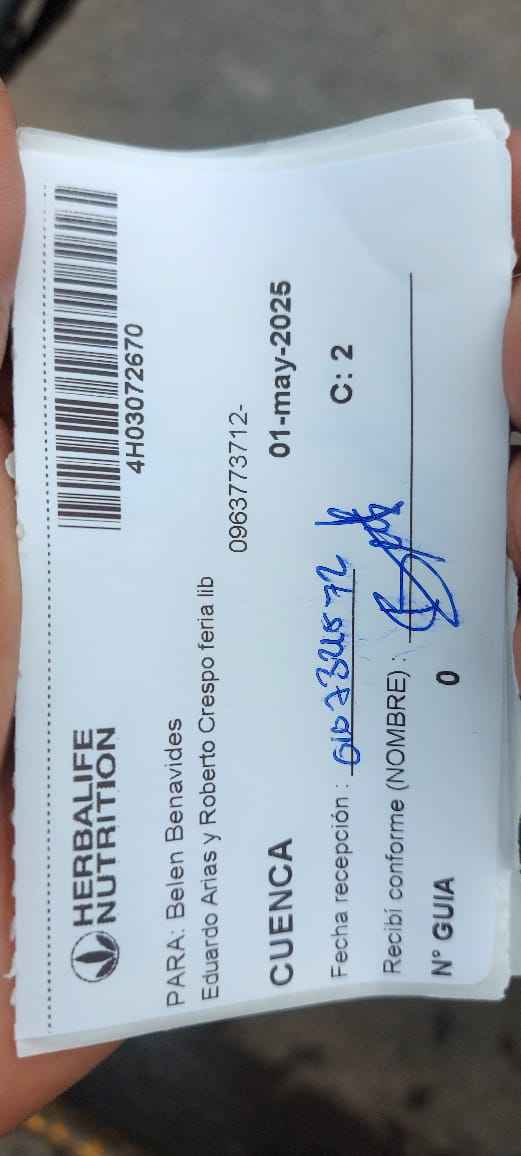 HERBALIFE
NUTRITION
4H03072670
PARA: Belen Benavides
Eduardo Arias y Roberto Crespo feria lib
0963773712-
CUENCA
01-may-2025
Fecha recepción :
C: 2
Recibí conforme (NOMBRE) :
N° GUIA
0